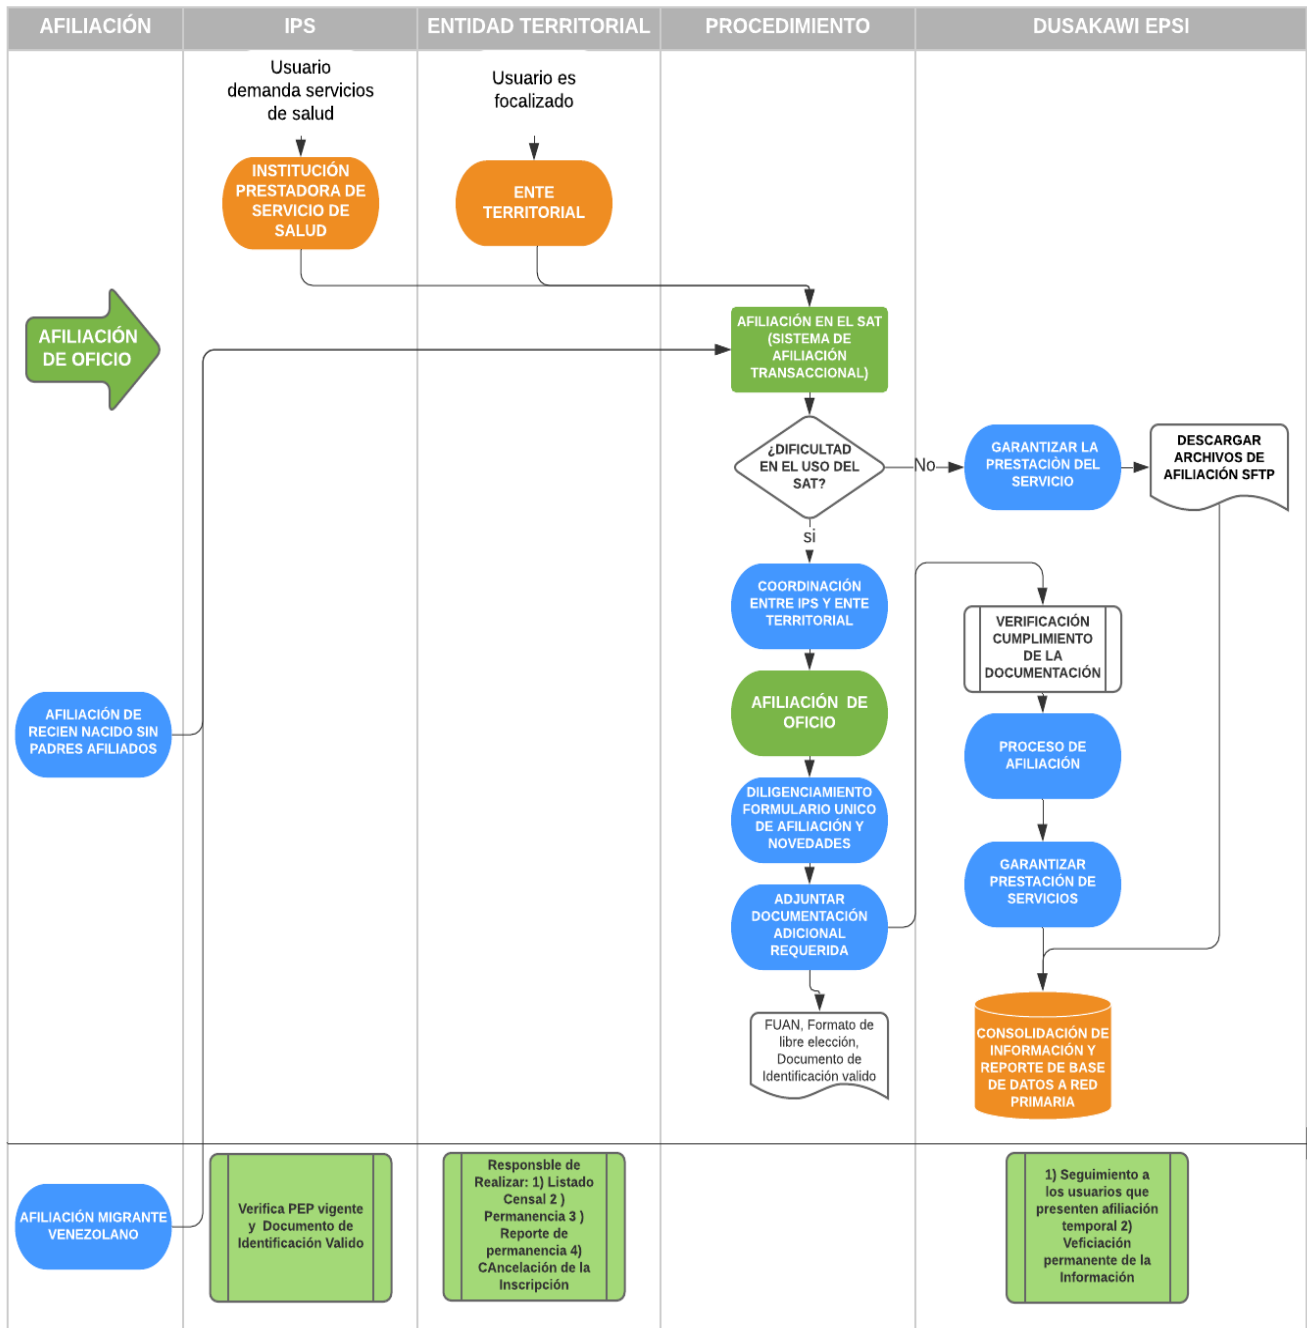 AFILIACIÓN
IPS
ENTIDAD TERRITORIAL
PROCEDIMIENTO
DUSAKAWI EPSI
Usuario
demanda servicios
de salud
Usuario es
focalizado
INSTITUCIÓN
PRESTADORA DE
SERVICIO DE
SALUD
ENTE
TERRITORIAL
AFILIACIÓN
DE OFICIO
AFILIACIÓN EN EL SAT
(SISTEMA DE
AFILIACIÓN
TRANSACCIONAL)
¿DIFICULTAD
EN EL USO DEL
SAT?
No
GARANTIZAR LA
PRESTACIÒN DEL
SERVICIO
DESCARGAR
ARCHIVOS DE
AFILIACIÓN SFTP
si
COORDINACIÓN
ENTRE IPS Y ENTE
TERRITORIAL
VERIFICACIÓN
CUMPLIMIENTO
DE LA
DOCUMENTACIÓN
AFILIACIÓN DE
OFICIO
AFILIACIÓN DE
RECIEN NACIDO SIN
PADRES AFILIADOS
PROCESO DE
AFILIACIÓN
DILIGENCIAMIENTO
FORMULARIO UNICO
DE AFILIACIÓN Y
NOVEDADES
GARANTIZAR
PRESTACIÓN DE
SERVICIOS
ADJUNTAR
DOCUMENTACIÓN
ADICIONAL
REQUERIDA
FUAN, Formato de
libre elección,
Documento de
Identificación valido
CONSOLIDACIÓN DE
INFORMACIÓN Y
REPORTE DE BASE
DE DATOS A RED
PRIMARIA
AFILIACIÓN MIGRANTE
VENEZOLANO
Verifica PEP vigente
y Documento de
Identificación Valido
Responsble de
Realizar: 1) Listado
Censal 2 )
Permanencia 3 )
Reporte de
permanencia 4)
CAncelación de la
Inscripción
1) Seguimiento a
los usuarios que
presenten afiliación
temporal 2)
Veficiación
permanente de la
Información